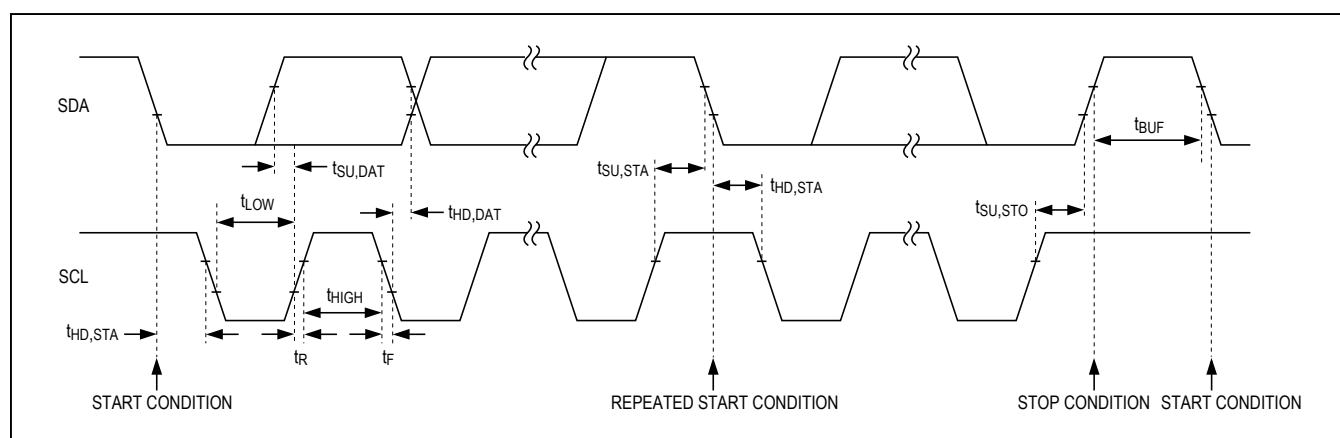 SDA
tSU,DAT
tSU,STA
tHD,STA
tBUF
tLOW
tHD,DAT
tSU,STO
SCL
tHIGH
tHD,STA
tR
tF
START CONDITION
REPEATED START CONDITION
STOP CONDITION
START CONDITION